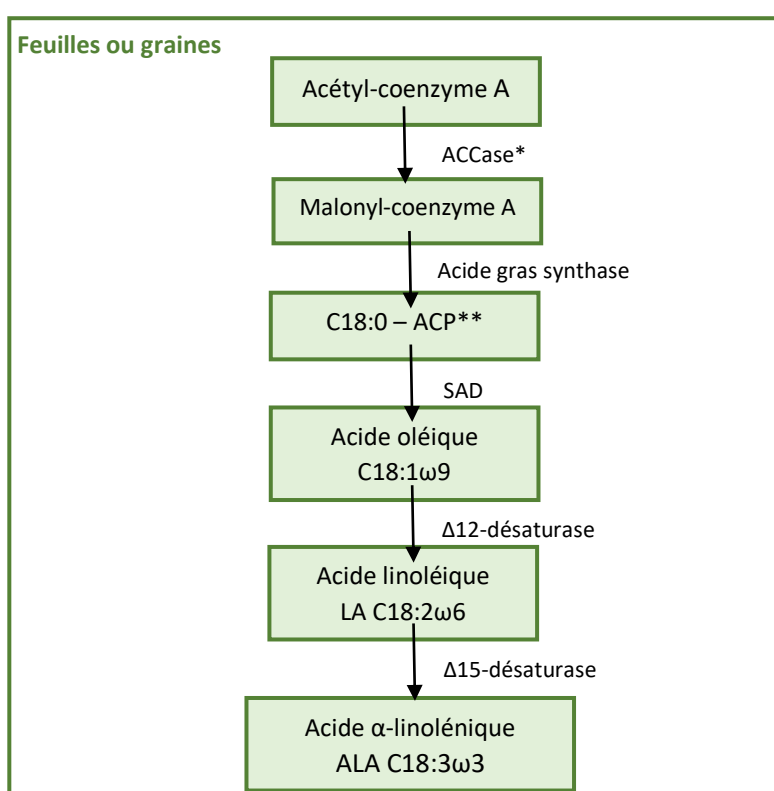 Feuilles ou graines
Acétyl-coenzyme A
ACCase*
Malonyl-coenzyme A
Acide gras synthase
C18:0 – ACP**
SAD
Acide oléique
C18:1ω9
Δ12-désaturase
Acide linoléique
LA C18:2ω6
Δ15-désaturase
Acide α-linolénique
ALA C18:3ω3